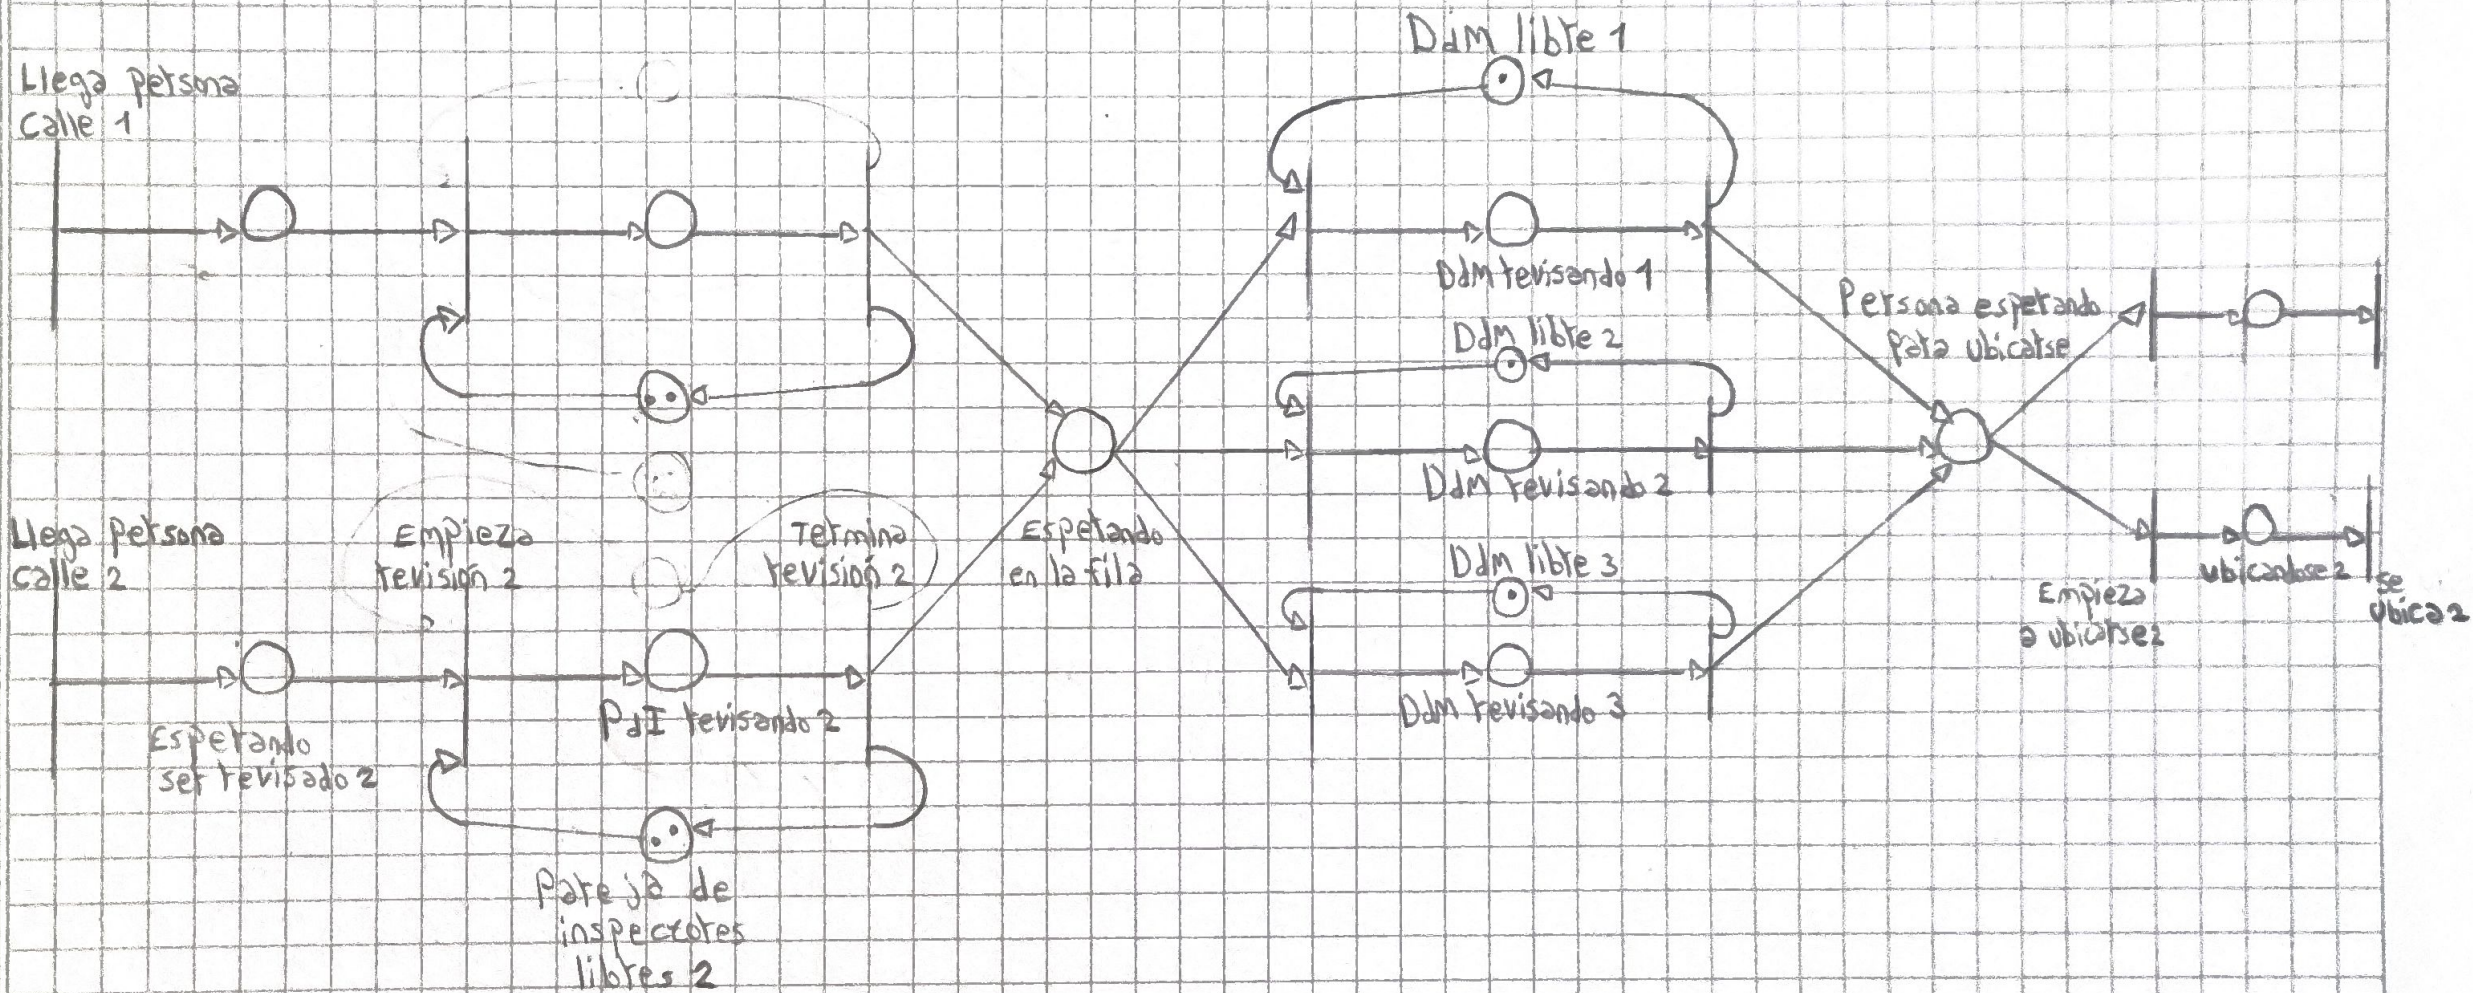 Ddm libre 1
Llega persona
calle 1
DdM revisando 1
Persona esperando
para ubicarse
Ddm libre 2
Ddm revisando 2
Llega persona
calle 2
Empieza
revisión 2
Termina
revisión 2
Esperando
en la fila
Ddm libre 3
Ddm revisando 3
ubicandose 2
se
ubica 2
Empieza
a ubicarse 2
PdI revisando 2
Esperando
ser revisado 2
Pareja de
inspectores
libres 2